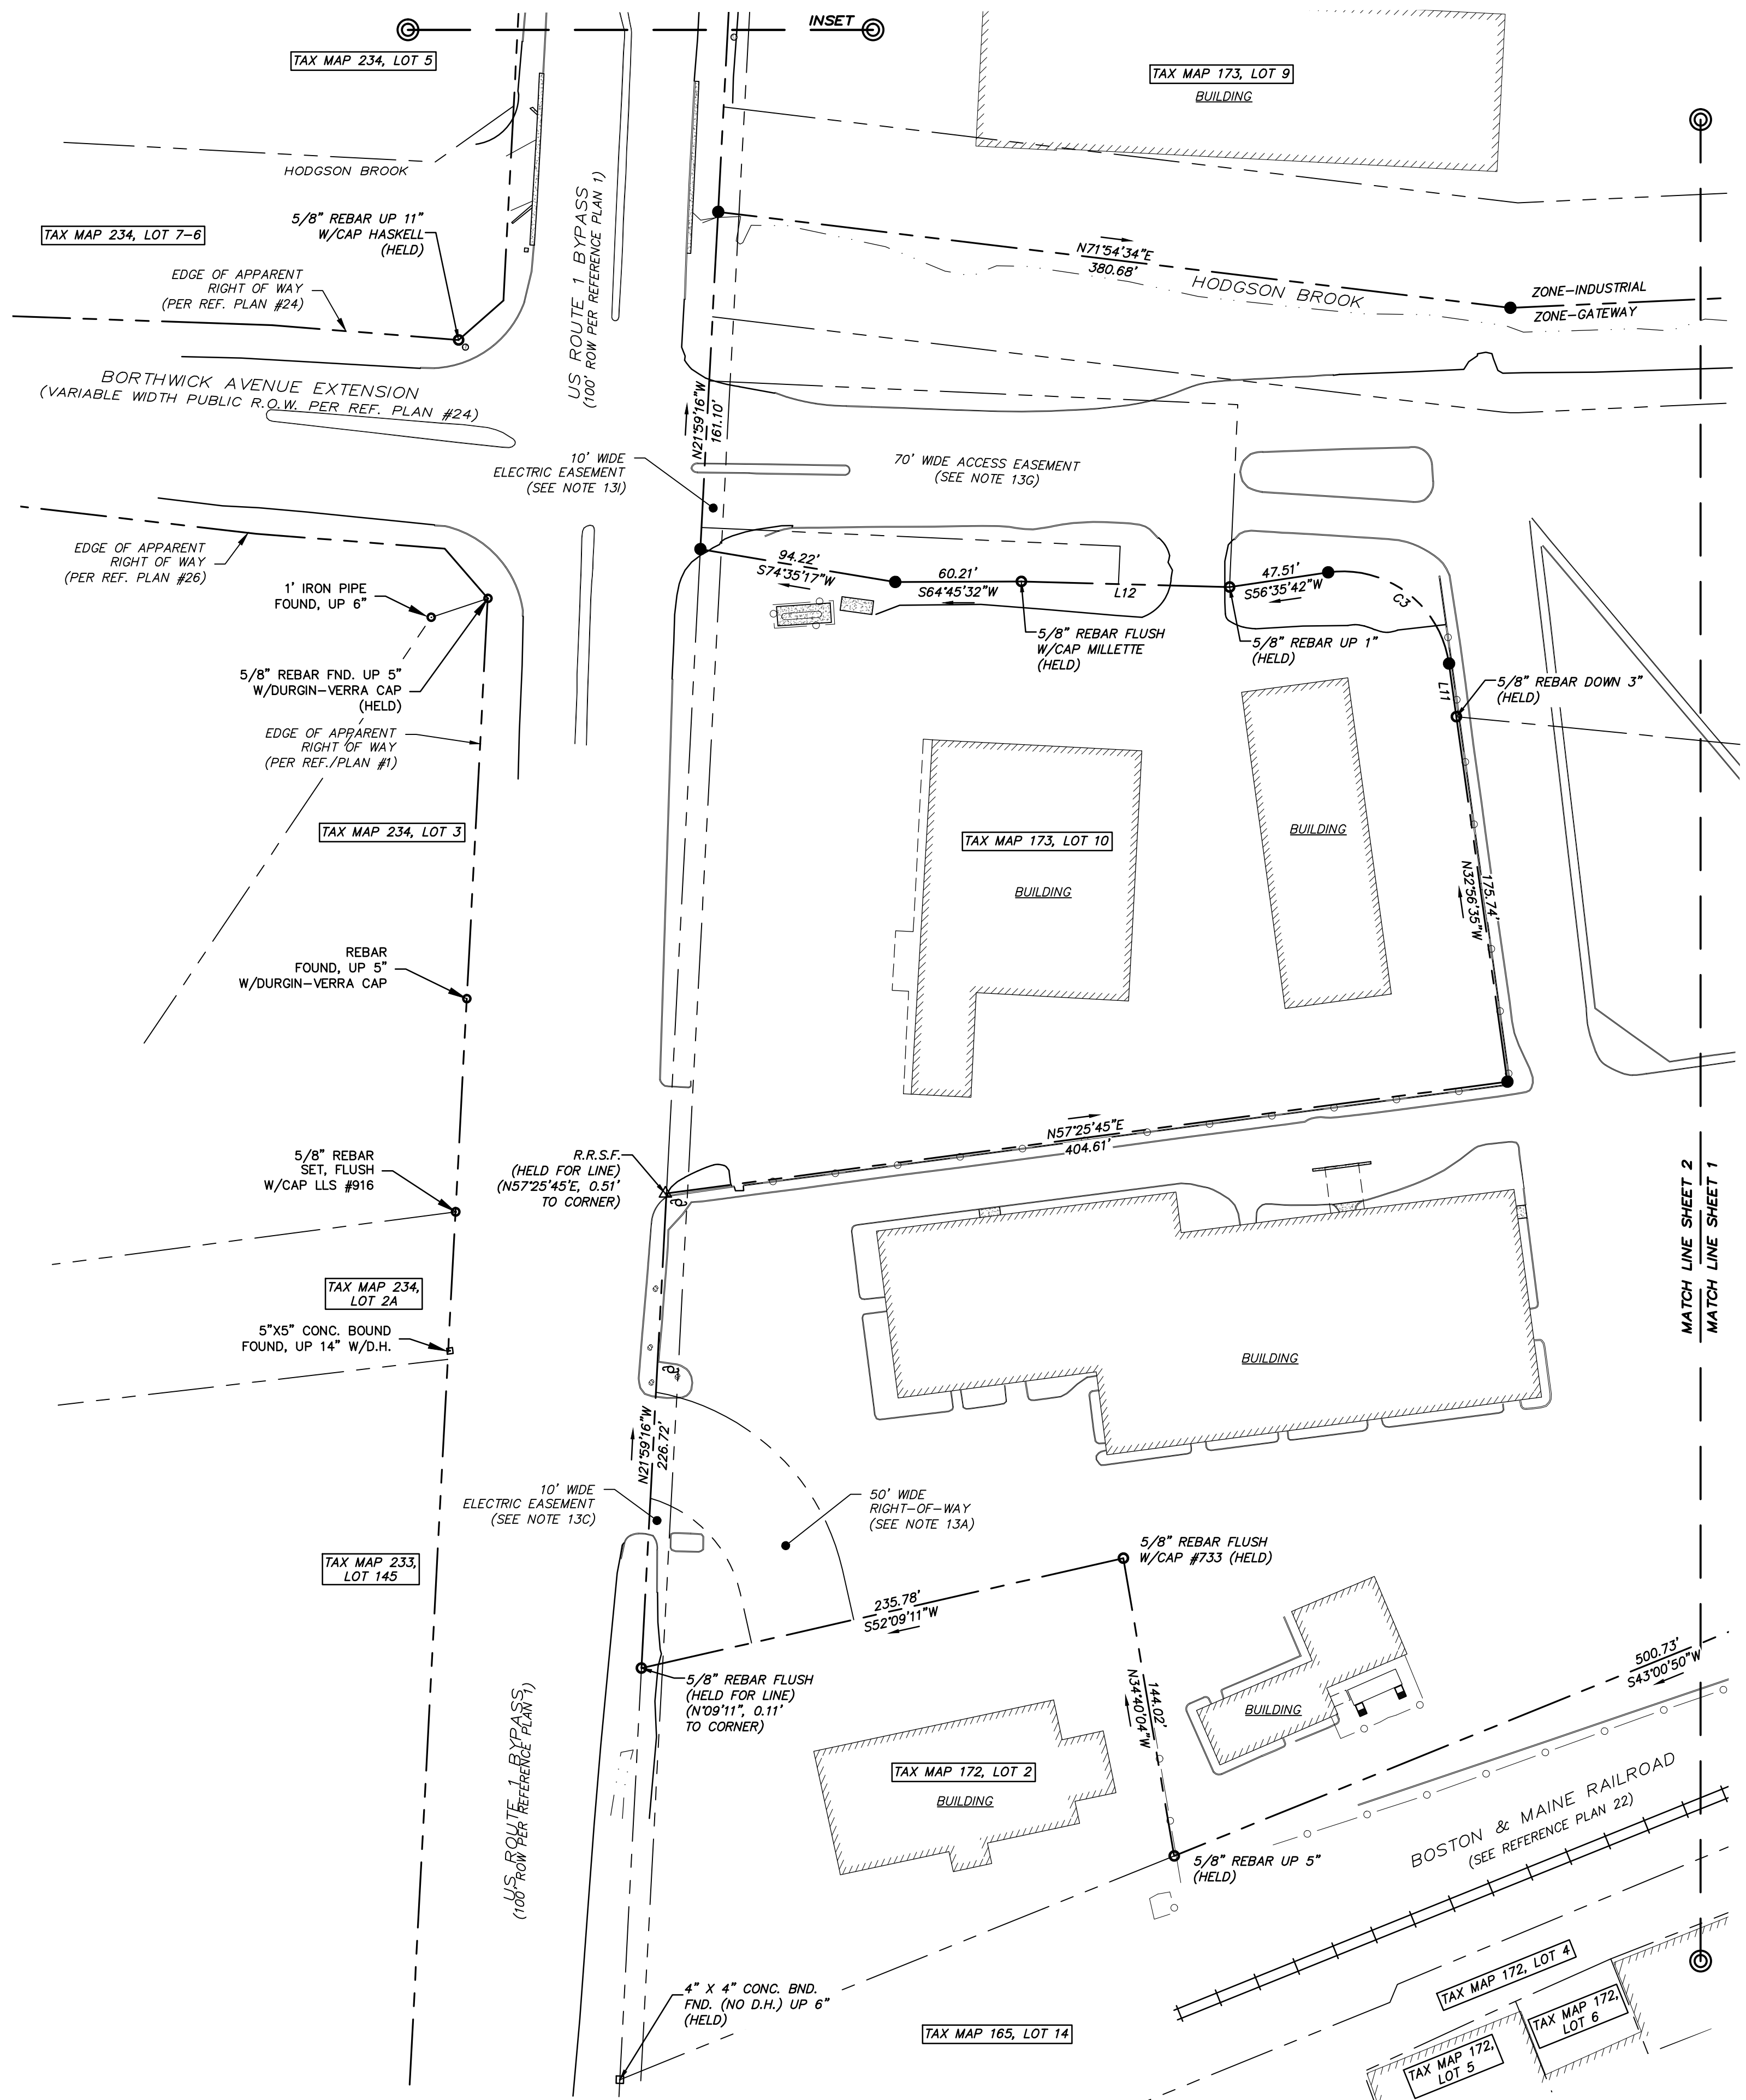 INSET
TAX MAP 234, LOT 5
TAX MAP 173, LOT 9
BUILDING
HODGSON BROOK
US ROUTE 1 BYPASS
(100' ROW PER REFERENCE PLAN 1)
5/8" REBAR UP 11"
W/CAP HASKELL
(HELD)
TAX MAP 234, LOT 7-6
EDGE OF APPARENT
RIGHT OF WAY
(PER REF. PLAN #24)
N71°54'34"E
380.68'
HODGSON BROOK
ZONE-INDUSTRIAL
ZONE-GATEWAY
BORTHWICK AVENUE EXTENSION
(VARIABLE WIDTH PUBLIC R.O.W. PER REF. PLAN #24)
N21°59'16"W
161.10'
10' WIDE
ELECTRIC EASEMENT
(SEE NOTE 13I)
70' WIDE ACCESS EASEMENT
(SEE NOTE 13G)
EDGE OF APPARENT
RIGHT OF WAY
(PER REF. PLAN #26)
94.22'
S74°35'17"W
60.21'
S64°45'32"W
L12
47.51'
S56°35'42"W
C3
1' IRON PIPE
FOUND, UP 6"
5/8" REBAR FLUSH
W/CAP MILLETTE
(HELD)
5/8" REBAR UP 1"
(HELD)
L11
5/8" REBAR DOWN 3"
(HELD)
5/8" REBAR FND. UP 5"
W/DURGIN-VERRA CAP
(HELD)
EDGE OF APPARENT
RIGHT OF WAY
(PER REF. PLAN #1)
TAX MAP 234, LOT 3
TAX MAP 173, LOT 10
BUILDING
BUILDING
175.74'
N32°56'35"W
REBAR
FOUND, UP 5"
W/DURGIN-VERRA CAP
N57°25'45"E
404.61'
5/8" REBAR
SET, FLUSH
W/CAP LLS #916
R.R.S.F.
(HELD FOR LINE)
(N57°25'45'E, 0.51'
TO CORNER)
MATCH LINE SHEET 2
MATCH LINE SHEET 1
TAX MAP 234,
LOT 2A
5"X5" CONC. BOUND
FOUND, UP 14" W/D.H.
BUILDING
N21°59'16"W
226.72'
10' WIDE
ELECTRIC EASEMENT
(SEE NOTE 13C)
50' WIDE
RIGHT-OF-WAY
(SEE NOTE 13A)
TAX MAP 233,
LOT 145
5/8" REBAR FLUSH
W/CAP #733 (HELD)
235.78'
S52°09'11"W
500.73'
S43°00'50"W
5/8" REBAR FLUSH
(HELD FOR LINE)
(N°09'11", 0.11'
TO CORNER)
144.02'
N34°40'04"W
BUILDING
US ROUTE 1 BYPASS
(100' ROW PER REFERENCE PLAN 1)
TAX MAP 172, LOT 2
BUILDING
BOSTON & MAINE RAILROAD
(SEE REFERENCE PLAN 22)
5/8" REBAR UP 5"
(HELD)
4" X 4" CONC. BND.
FND. (NO D.H.) UP 6"
(HELD)
TAX MAP 165, LOT 14
TAX MAP 172, LOT 4
TAX MAP 172,
LOT 6
TAX MAP 172,
LOT 5